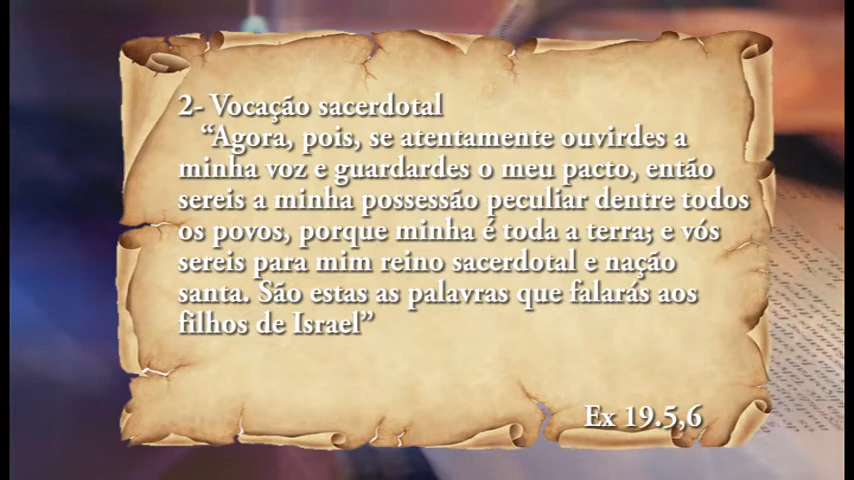 2- Vocação sacerdotal
“Agora, pois, se atentamente ouvirdes a
minha voz e guardardes o meu pacto, então
sereis a minha possessão peculiar dentre todos
os povos, porque minha é toda a terra; e vós
sereis para mim reino sacerdotal e nação
santa. São estas as palavras que falarás aos
filhos de Israel”
Ex 19.5,6